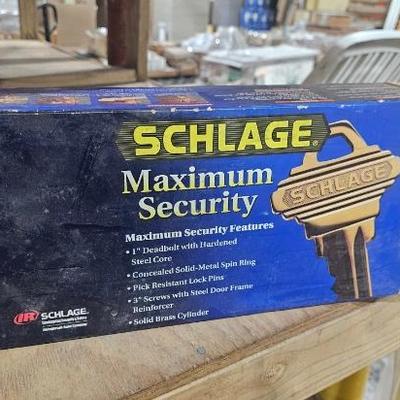 SCHLAGE
Maximum
Security
SCHLAGE
Maximum Security Features
• 1" Deadbolt with Hardened
Steel Core
• Concealed Solid-Metal Spin Ring
• Pick Resistant Lock Pins
• 3" Screws with Steel Door Frame
Reinforcer
• Solid Brass Cylinder
IR SCHLAGE